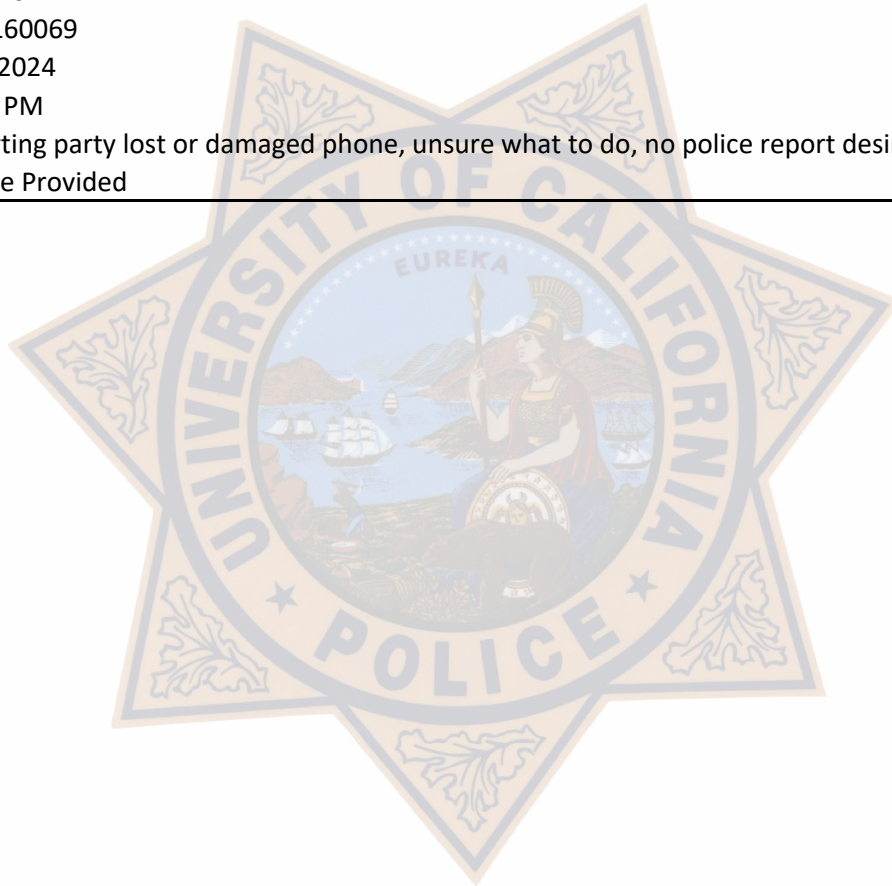 160069
2024
PM
rting party lost or damaged phone, unsure what to do, no police report desi
e Provided
UNIVERSITY OF CALIFORNIA
EUREKA
POLICE